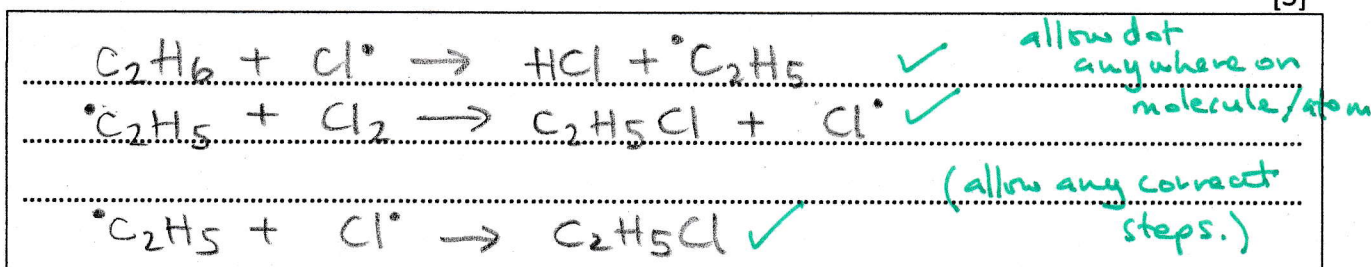 [3]
C₂H₆ + Cl• → HCl + •C₂H₅ ✓ allow dot anywhere on molecule/atom
•C₂H₅ + Cl₂ → C₂H₅Cl + Cl• ✓
(allow any correct steps.)
•C₂H₅ + Cl• → C₂H₅Cl ✓